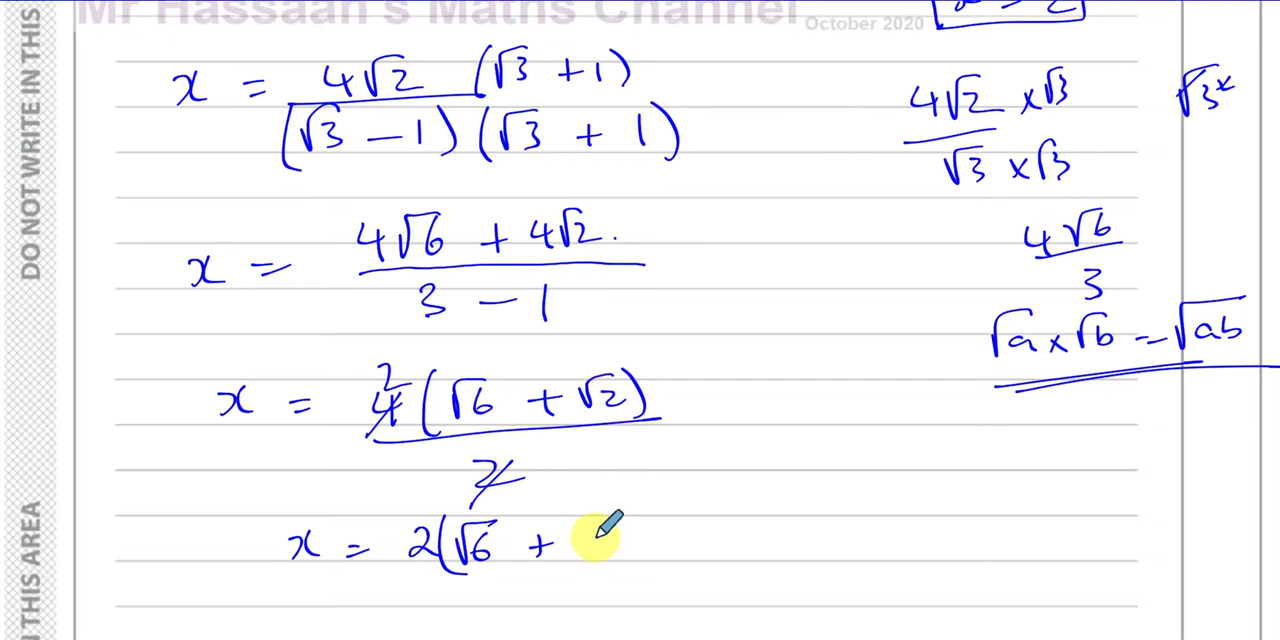 Mr Hassaan's Maths Channel
October 2020
x = 4√2 (√3 + 1)
(√3 − 1) (√3 + 1)
x = 4√6 + 4√2.
3 − 1
x = 2
4 (√6 + √2)
2
x = 2(√6 +
4√2 × √3
√3 × √3
4√6
3
√a × √b = √ab
√3 x
DO NOT WRITE IN THIS
THIS AREA